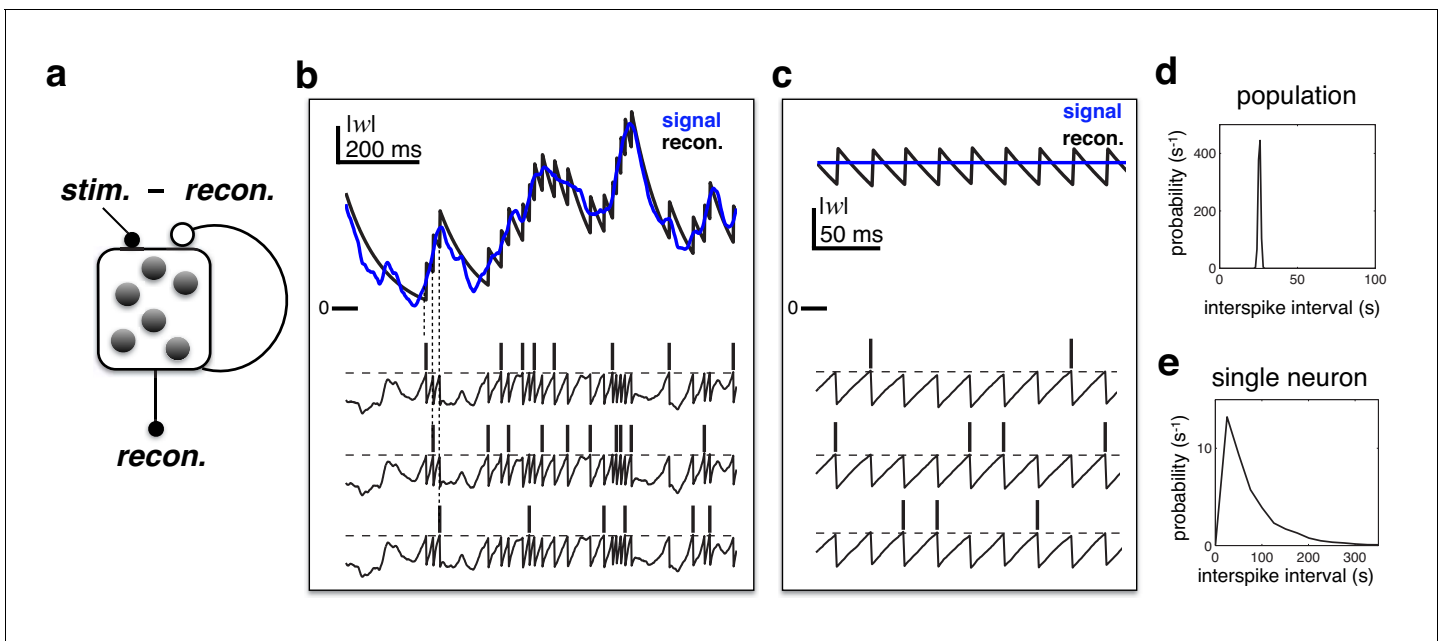 a
stim. – recon.
recon.
b
|w|
200 ms
signal
recon.
0
c
signal
recon.
|w|
50 ms
0
d
population
probability (s-1)
400
200
0
0 50 100
interspike interval (s)
e
single neuron
probability (s-1)
10
0
0 100 200 300
interspike interval (s)